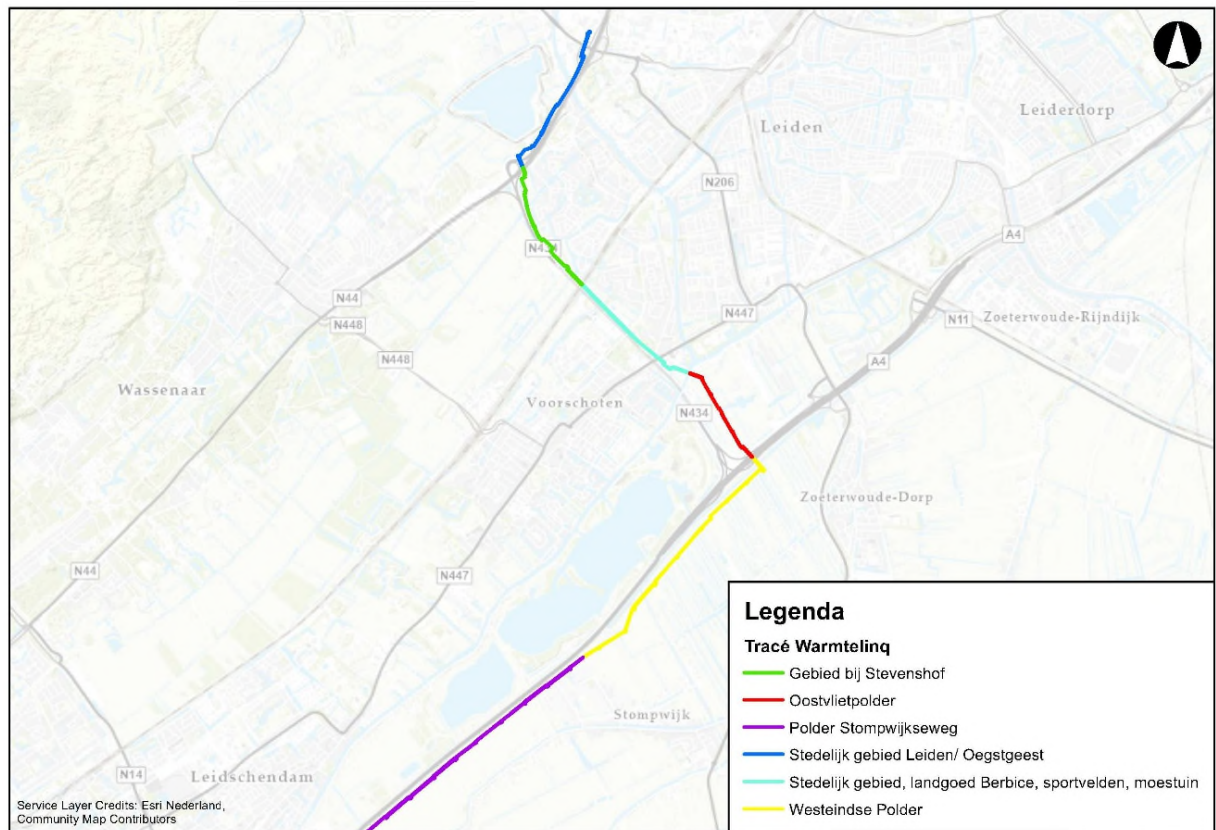 Leiden
Leiderdorp
N206
A4
N434
N44
N448
N447
N11
Zoeterwoude-Rijndijk
N448
A4
Wassenaar
Voorschoten
N434
Zoeterwoude-Dorp
N44
N447
Stompwijk
N14
Leidschendam
Service Layer Credits: Esri Nederland,
Community Map Contributors
Legenda
Tracé Warmtelinq
Gebied bij Stevenshof
Oostvlietpolder
Polder Stompwijkseweg
Stedelijk gebied Leiden/ Oegstgeest
Stedelijk gebied, landgoed Berbice, sportvelden, moestuin
Westeindse Polder